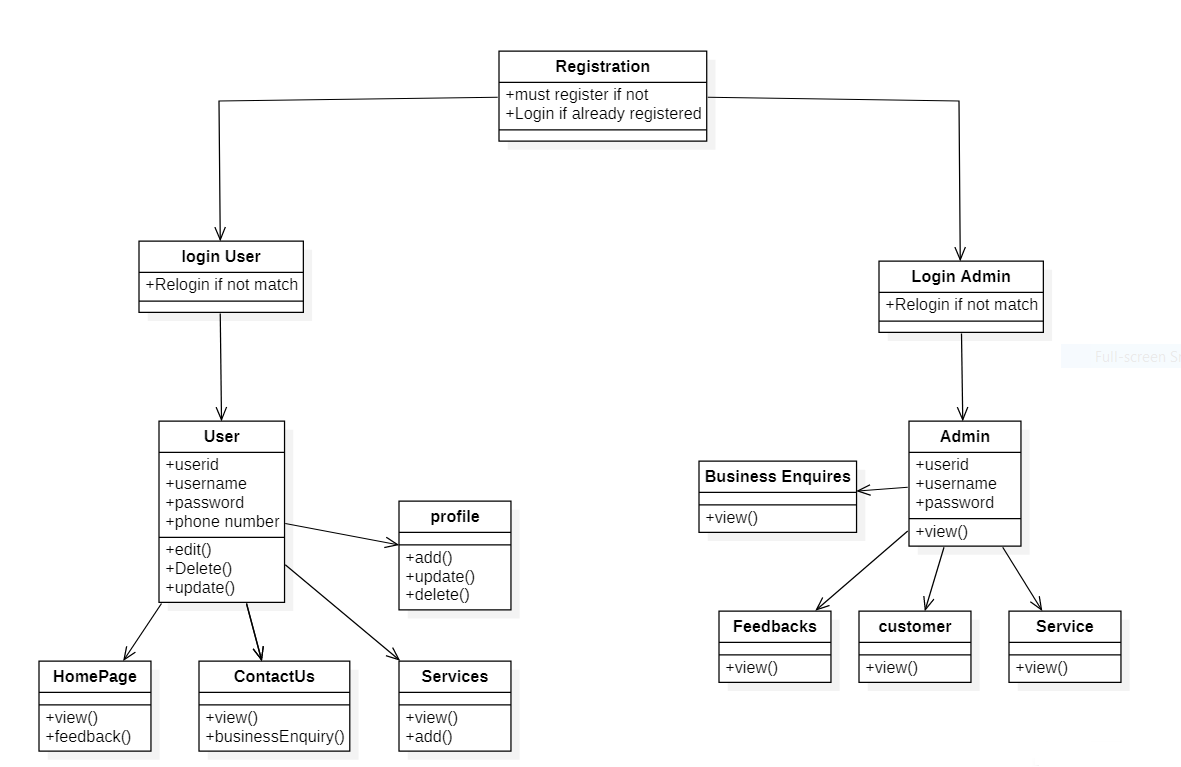 Registration
+must register if not
+Login if already registered
login User
+Relogin if not match
Login Admin
+Relogin if not match
Full-screen
User
+userid
+username
+password
+phone number
+edit()
+Delete()
+update()
profile
+add()
+update()
+delete()
Business Enquires
+view()
Admin
+userid
+username
+password
+view()
HomePage
+view()
+feedback()
ContactUs
+view()
+businessEnquiry()
Services
+view()
+add()
Feedbacks
+view()
customer
+view()
Service
+view()